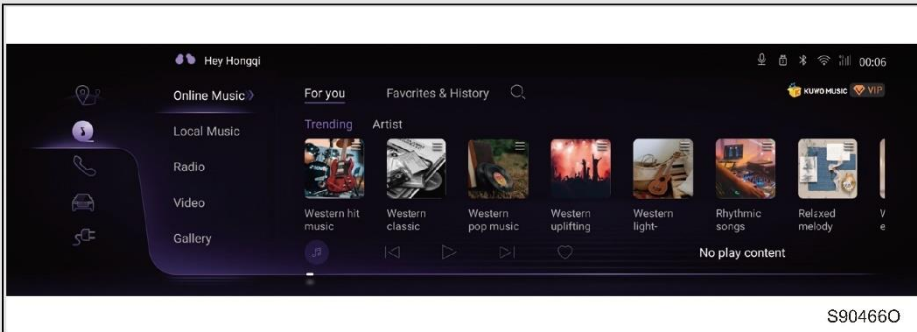 Hey Hongqi
00:06
Online Music
For you
Favorites & History
KUWO MUSIC
VIP
Local Music
Trending
Artist
Radio
Video
Gallery
Western hit
music
Western
classic
Western
pop music
Western
uplifting
Western
light-
Rhythmic
songs
Relaxed
melody
No play content
S90466O